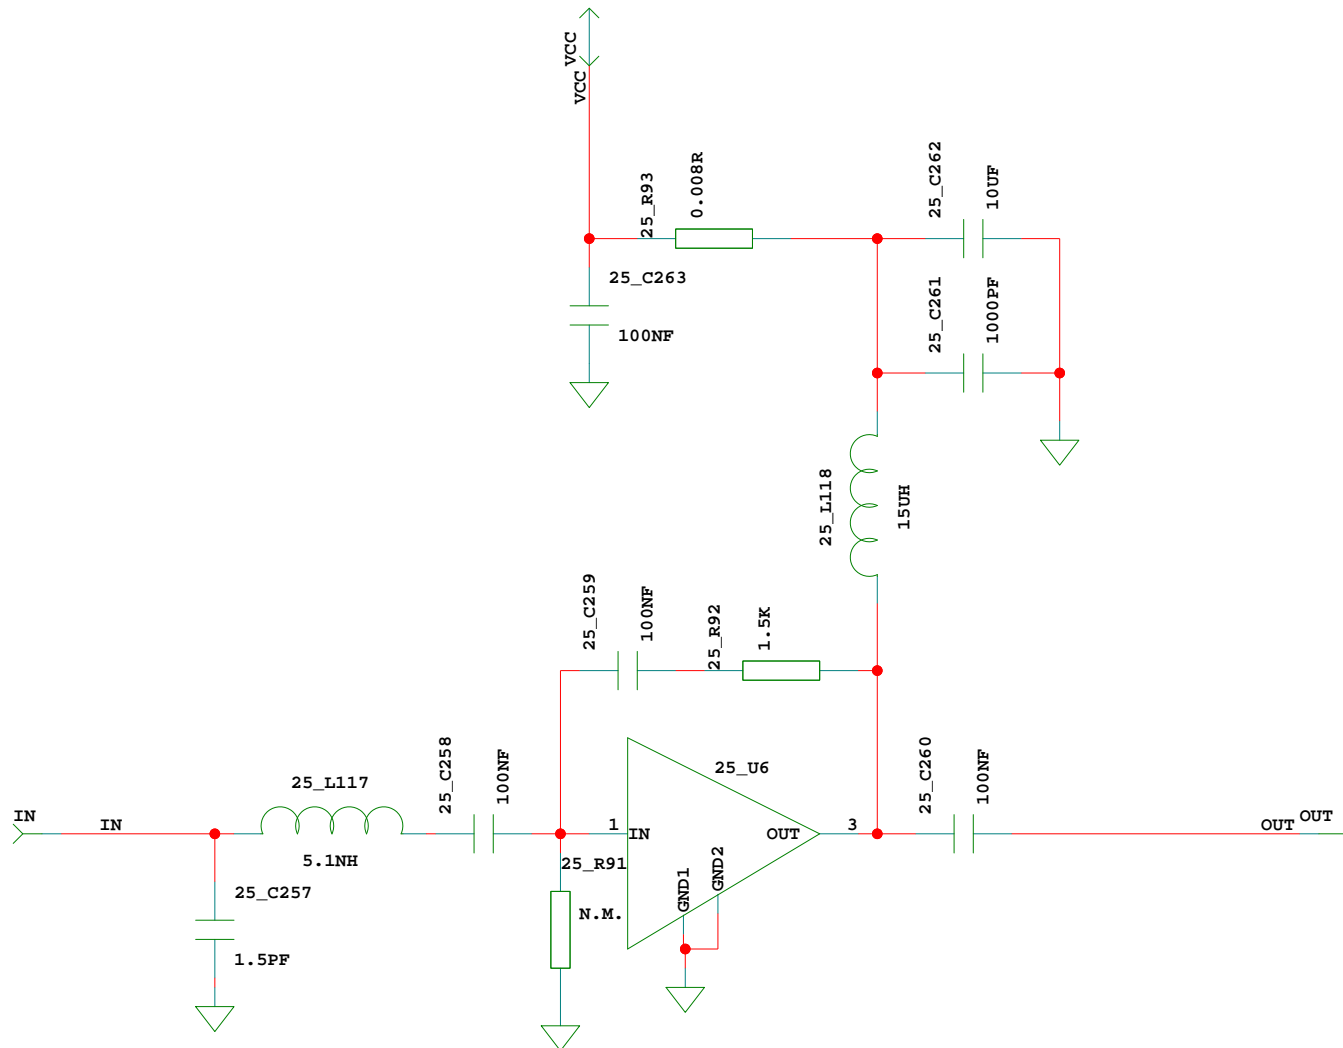 VCC
VCC
25_R93
0.008R
25_C262
10UF
25_C263
100NF
25_C261
1000PF
25_L118
15UH
25_C259
100NF
25_R92
1.5K
25_C258
100NF
25_U6
25_C260
100NF
25_L117
5.1NH
IN
IN
1
IN
OUT
3
OUT
OUT
25_R91
N.M.
GND1
GND2
25_C257
1.5PF